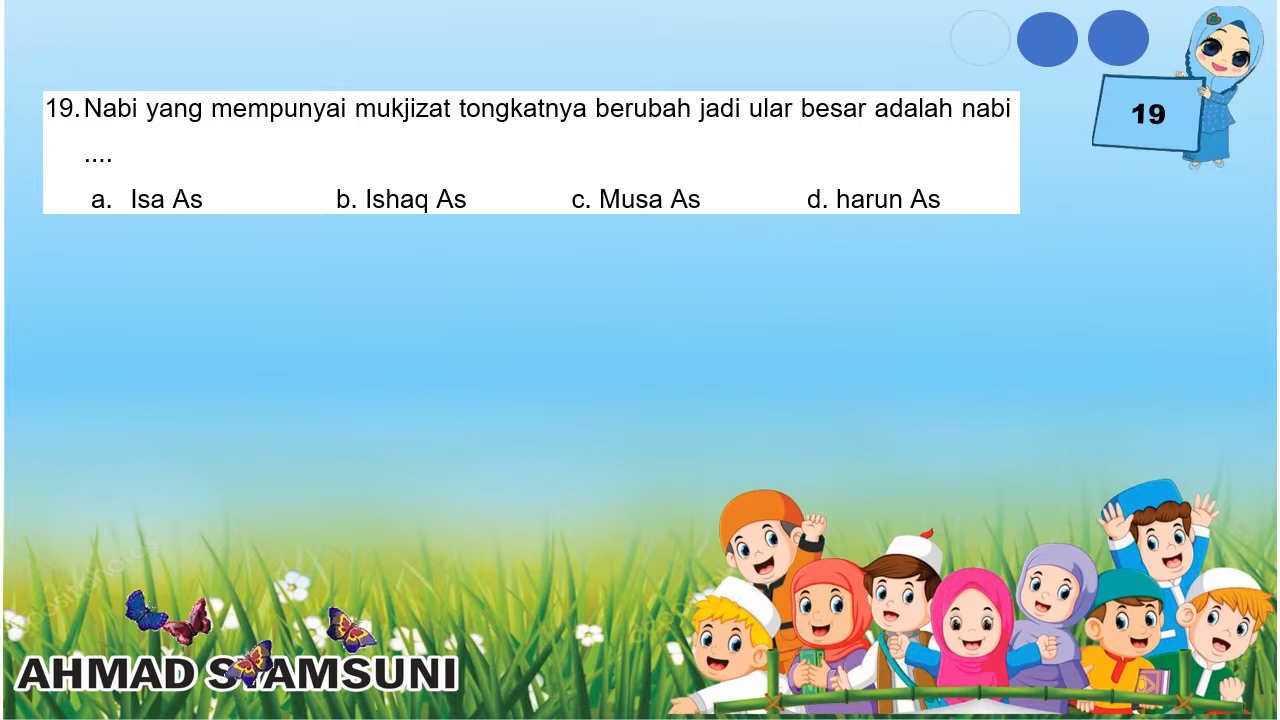 19
19. Nabi yang mempunyai mukjizat tongkatnya berubah jadi ular besar adalah nabi
....
a. Isa As b. Ishaq As c. Musa As d. harun As
AHMAD SYAMSUNI